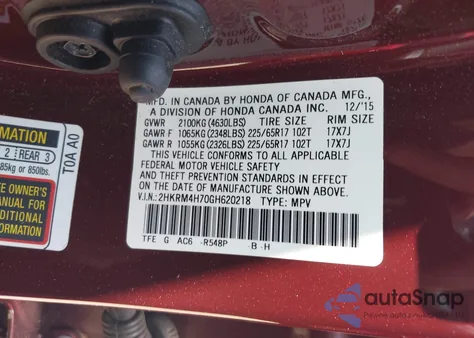 MFD. IN CANADA BY HONDA OF CANADA MFG.,
A DIVISION OF HONDA CANADA INC. 12/'15
GVWR 2100KG (4630LBS) TIRE SIZE RIM SIZE
GAWR F 1065KG (2348LBS) 225/65R17 102T 17X7J
GAWR R 1055KG (2326LBS) 225/65R17 102T 17X7J
THIS VEHICLE CONFORMS TO ALL APPLICABLE
FEDERAL MOTOR VEHICLE SAFETY
AND THEFT PREVENTION STANDARDS IN EFFECT ON
THE DATE OF MANUFACTURE SHOWN ABOVE.
V.I.N.: 2HKRM4H70GH620218 TYPE: MPV
TFE G AC6 -R548P -B-H
MATION
2 REAR 3
85kg or 850lbs.
E OWNER'S
MANUAL FOR
ADDITIONAL
FORMATION
T0A A0
autoSnap